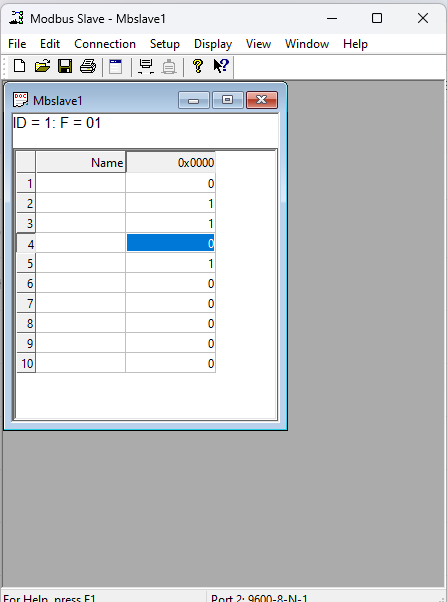 Modbus Slave - Mbslave1
File Edit Connection Setup Display View Window Help
Mbslave1
ID = 1: F = 01
Name 0x0000
1 0
2 1
3 1
4 0
5 1
6 0
7 0
8 0
9 0
10 0
For Help, press F1. Port 2: 9600-8-N-1